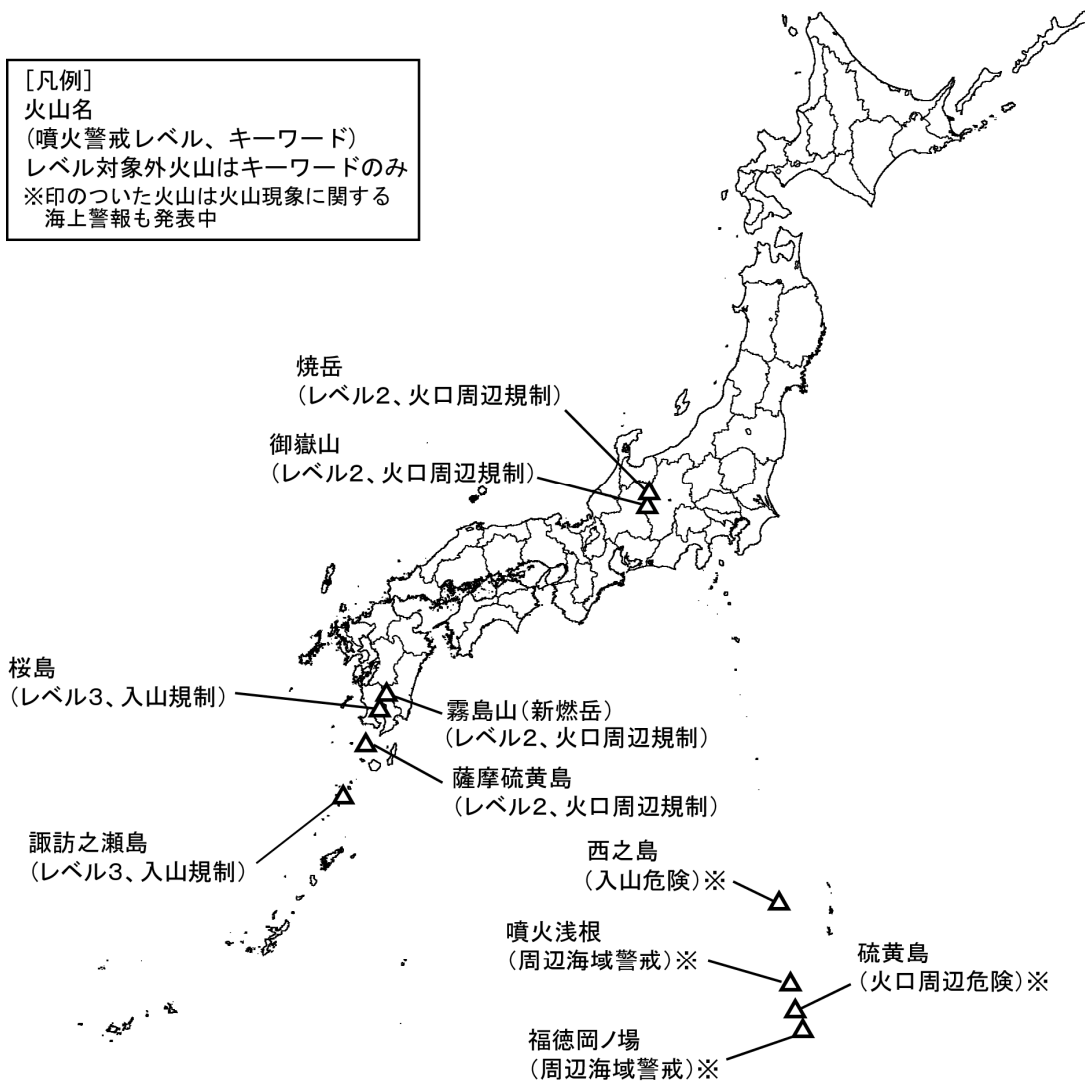 [凡例]
火山名
(噴火警戒レベル、キーワード)
レベル対象外火山はキーワードのみ
※印のついた火山は火山現象に関する
海上警報も発表中
焼岳
(レベル2、火口周辺規制)
御嶽山
(レベル2、火口周辺規制)
桜島
(レベル3、入山規制)
霧島山(新燃岳)
(レベル2、火口周辺規制)
薩摩硫黄島
(レベル2、火口周辺規制)
諏訪之瀬島
(レベル3、入山規制)
西之島
(入山危険)※
噴火浅根
(周辺海域警戒)※
硫黄島
(火口周辺危険)※
福徳岡ノ場
(周辺海域警戒)※